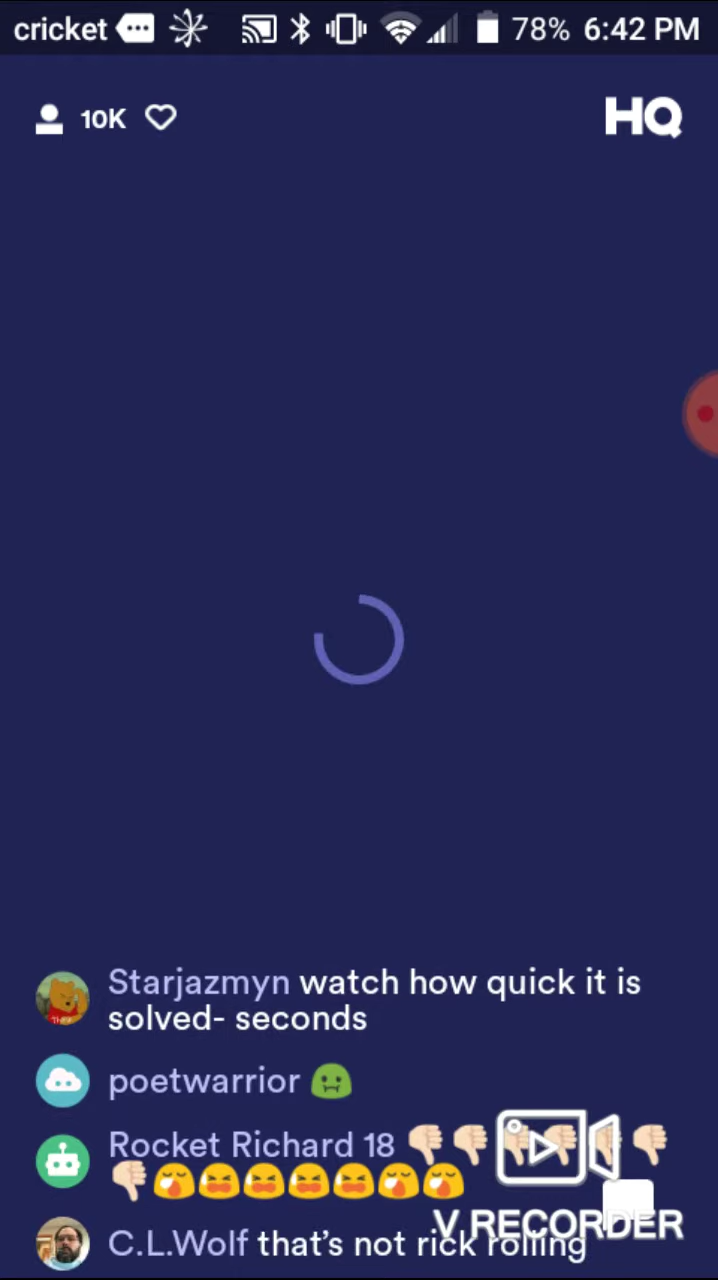 cricket 78% 6:42 PM
10K HQ
Starjazmyn watch how quick it is
solved- seconds
poetwarrior
Rocket Richard 18
V.RECORDER
C.L.Wolf that's not rick rolling